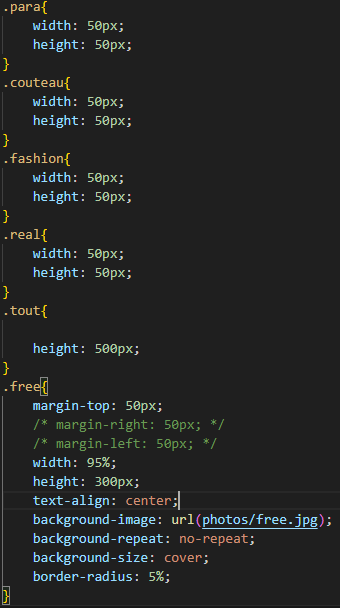 .para{
    width: 50px;
    height: 50px;
}
.couteau{
    width: 50px;
    height: 50px;
}
.fashion{
    width: 50px;
    height: 50px;
}
.real{
    width: 50px;
    height: 50px;
}
.tout{

    height: 500px;
}
.free{
    margin-top: 50px;
    /* margin-right: 50px; */
    /* margin-left: 50px; */
    width: 95%;
    height: 300px;
    text-align: center;
    background-image: url(photos/free.jpg);
    background-repeat: no-repeat;
    background-size: cover;
    border-radius: 5%;
}